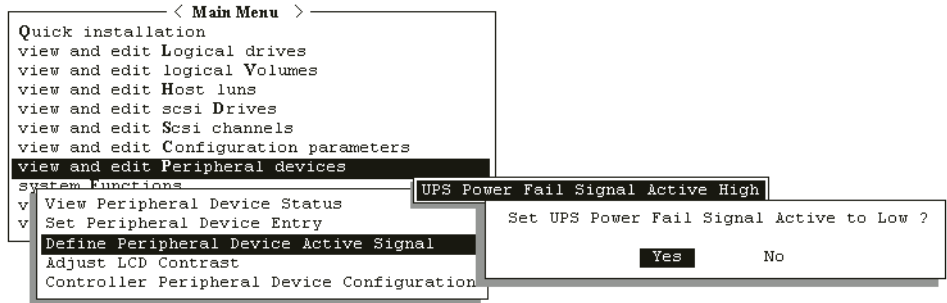 < Main Menu >
Quick installation
view and edit Logical drives
view and edit logical Volumes
view and edit Host luns
view and edit scsi Drives
view and edit Scsi channels
view and edit Configuration parameters
view and edit Peripheral devices
system Functions
v
v
View Peripheral Device Status
Set Peripheral Device Entry
Define Peripheral Device Active Signal
Adjust LCD Contrast
Controller Peripheral Device Configuration
UPS Power Fail Signal Active High
Set UPS Power Fail Signal Active to Low ?
Yes No